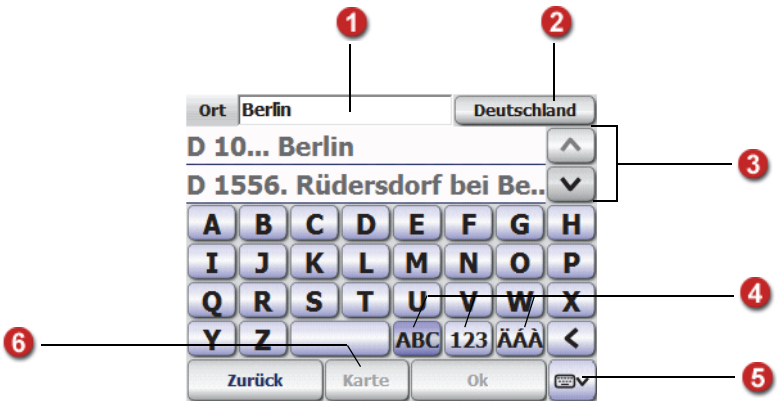 1 2
Ort Berlin Deutschland
D 10... Berlin
D 1556. Rüdersdorf bei Be..
3
A B C D E F G H
I J K L M N O P
Q R S T U V W X
4
Y Z ABC 123 ÄÁÀ <
6
Zurück Karte Ok
5